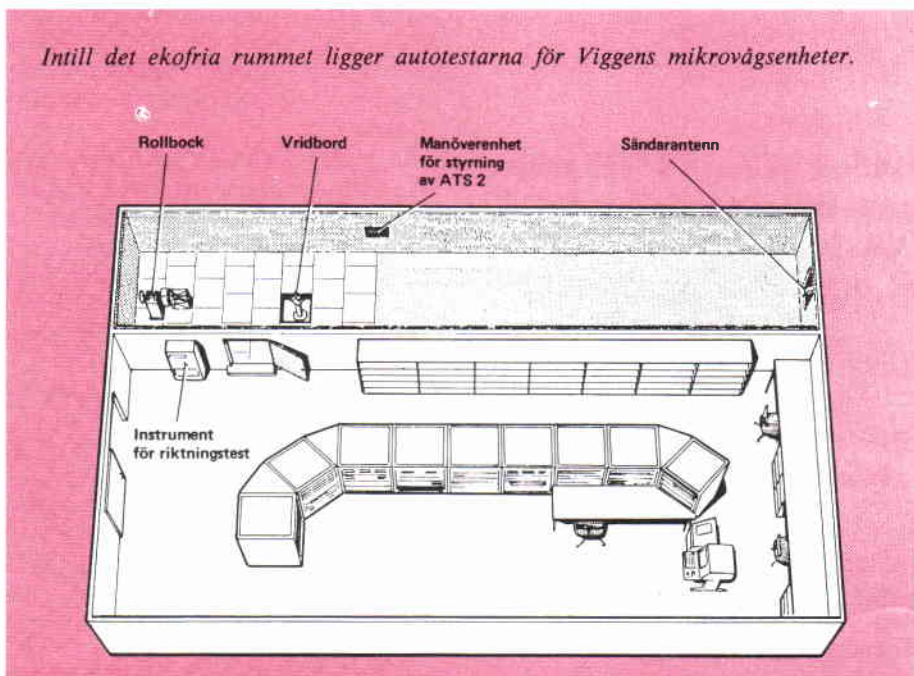 Intill det ekofria rummet ligger autotestarna för Viggens mikrovågsenheter.
Rollbock
Vridbord
Manöverenhet
för styrning
av ATS 2
Sändarantenn
Instrument
för riktningstest